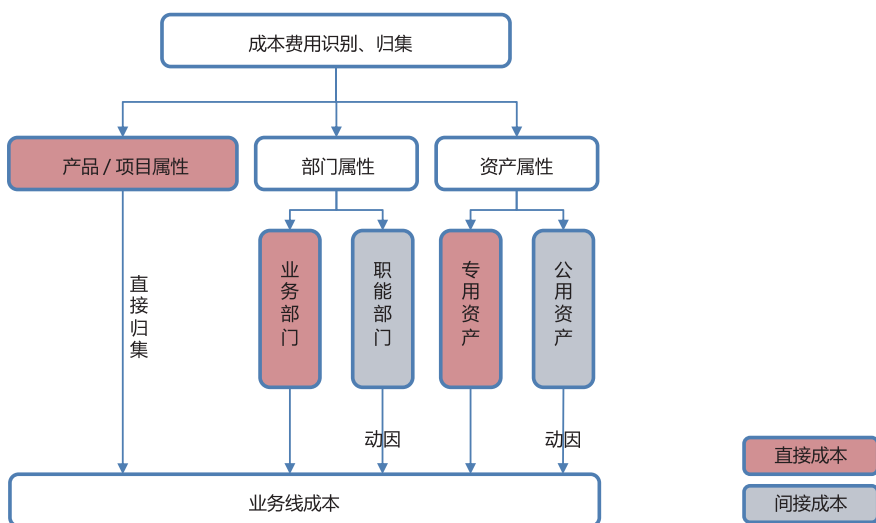 成本费用识别、归集
产品 / 项目属性
部门属性
资产属性
业务部门
职能部门
专用资产
公用资产
直接归集
动因
动因
直接成本
业务线成本
间接成本